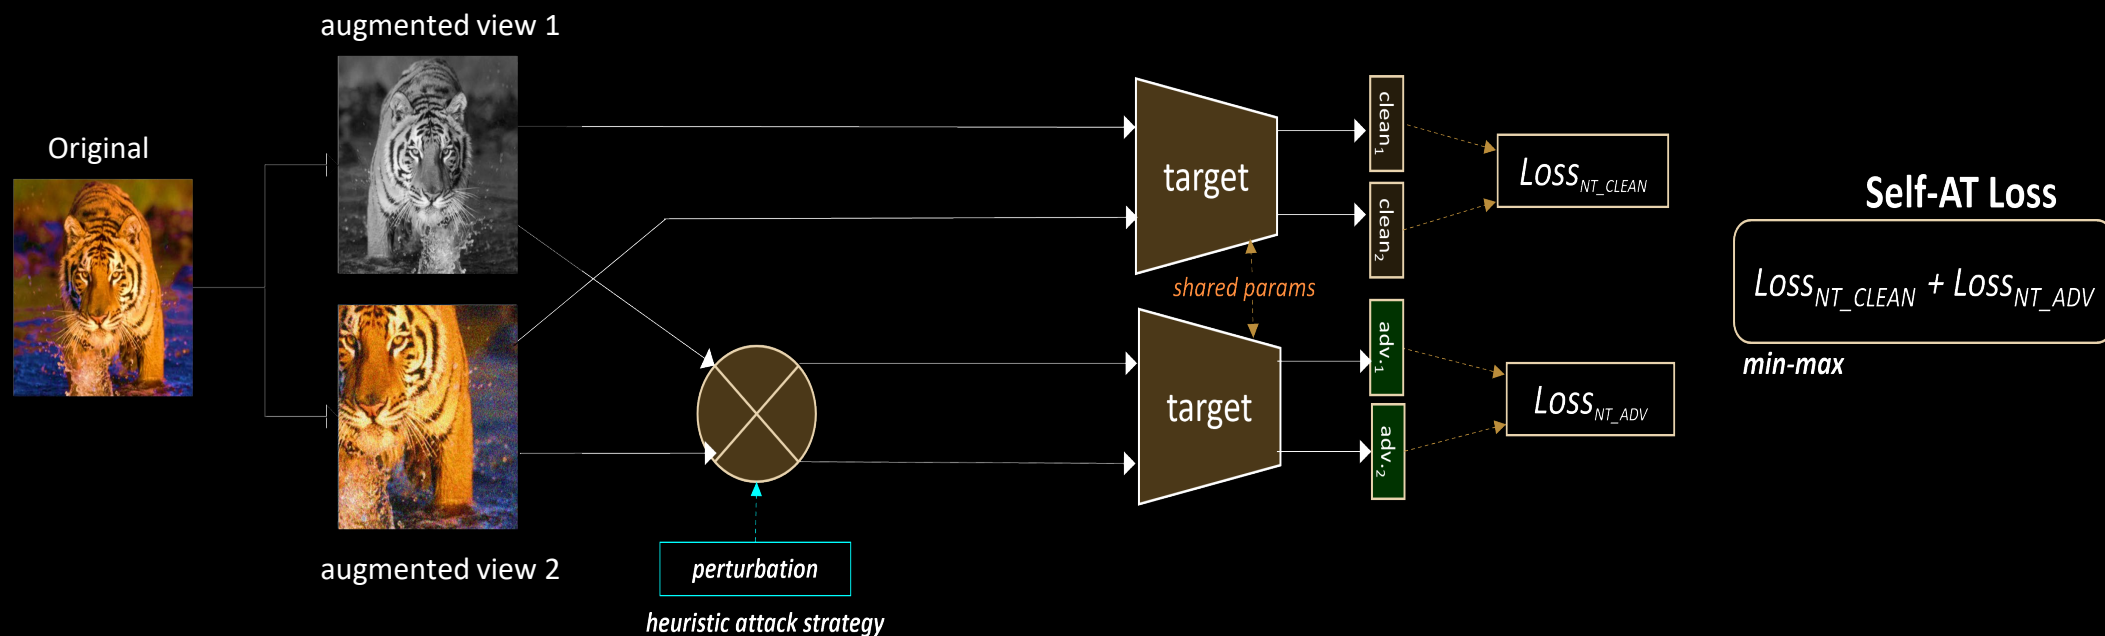 augmented view 1
Original
augmented view 2
perturbation
heuristic attack strategy
target
shared params
target
clean1
clean2
adv.1
adv.2
LossNT_CLEAN
LossNT_ADV
Self-AT Loss
LossNT_CLEAN + LossNT_ADV
min-max